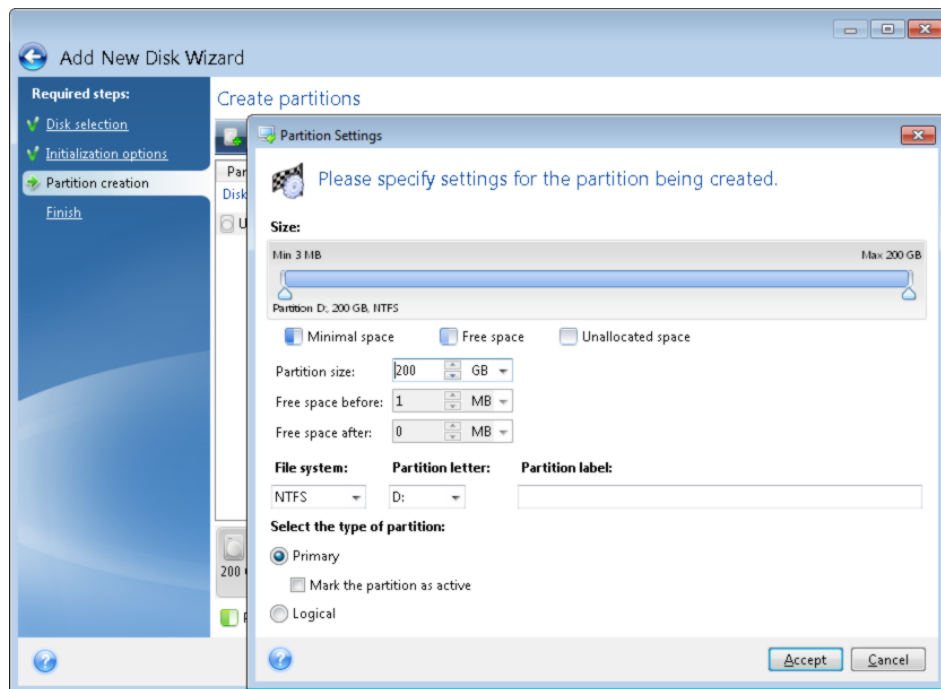 Add New Disk Wizard
Required steps:
Disk selection
Initialization options
Partition creation
Finish
Create partitions
Par
Disk
U
200
Partition Settings
Please specify settings for the partition being created.
Size:
Min 3 MB Max 200 GB
Partition D:, 200 GB, NTFS
Minimal space Free space Unallocated space
Partition size: 200 GB
Free space before: 1 MB
Free space after: 0 MB
File system: Partition letter: Partition label:
NTFS D:
Select the type of partition:
Primary
Mark the partition as active
Logical
Accept Cancel